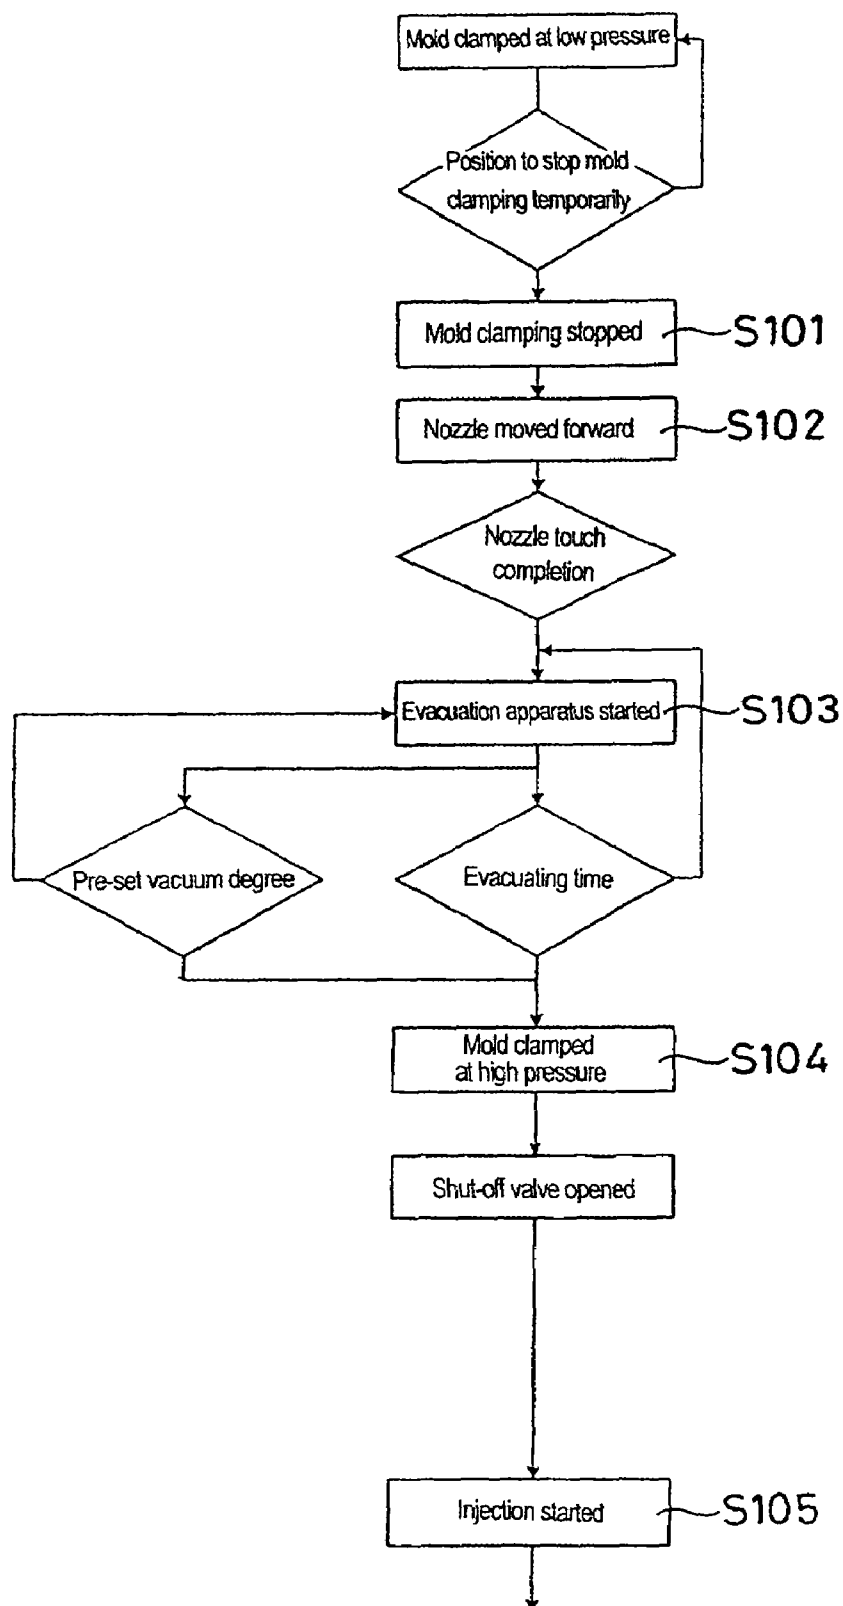 Mold clamped at low pressure
Position to stop mold
clamping temporarily
Mold clamping stopped
S101
Nozzle moved forward
S102
Nozzle touch
completion
Evacuation apparatus started
S103
Pre-set vacuum degree
Evacuating time
Mold clamped
at high pressure
S104
Shut-off valve opened
Injection started
S105